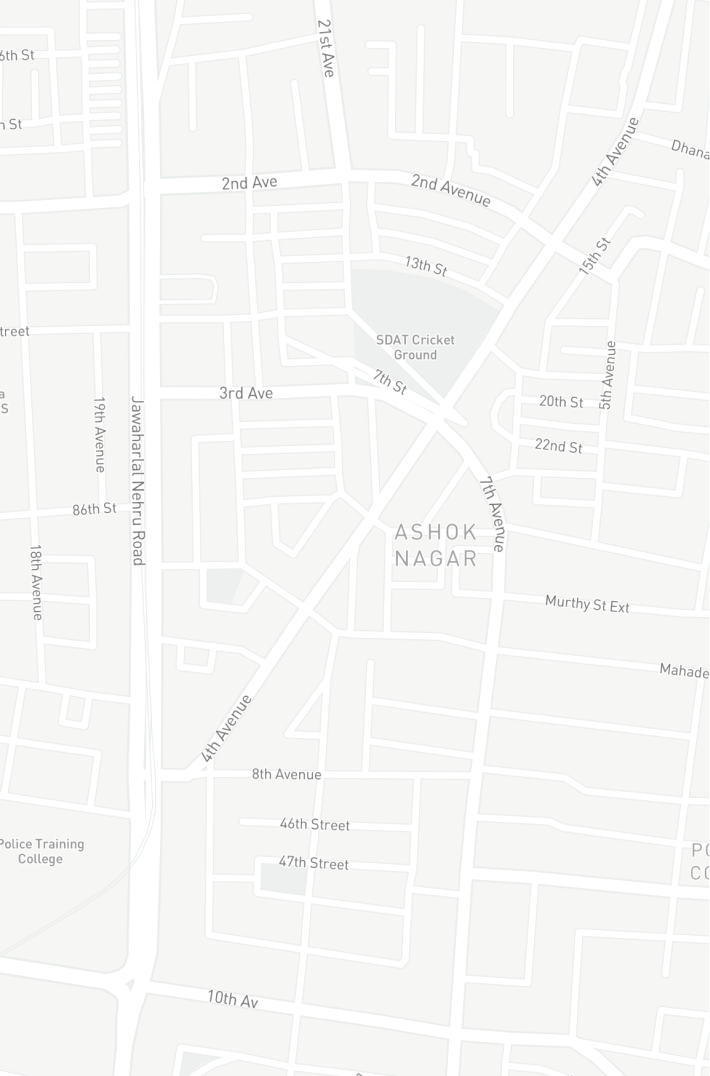 21st Ave
6th St
h St
4th Avenue
Dhana
2nd Ave
2nd Avenue
15th St
13th St
treet
SDAT Cricket
Ground
5th Avenue
7th St
3rd Ave
20th St
a
S
19th Avenue
Jawaharlal Nehru Road
22nd St
7th Avenue
86th St
ASHOK
NAGAR
18th Avenue
Murthy St Ext
Mahade
4th Avenue
8th Avenue
46th Street
Police Training
College
47th Street
PO
CO
10th Av